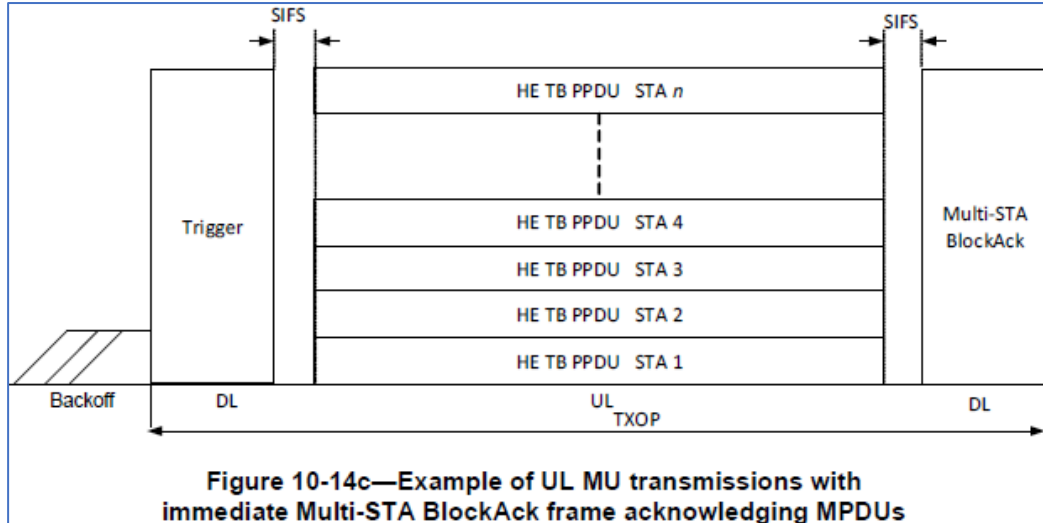 SIFS
SIFS
HE TB PPDU STA n
Trigger
HE TB PPDU STA 4
Multi-STA
BlockAck
HE TB PPDU STA 3
HE TB PPDU STA 2
HE TB PPDU STA 1
Backoff
DL
UL
DL
TXOP
Figure 10-14c—Example of UL MU transmissions with
immediate Multi-STA BlockAck frame acknowledging MPDUs